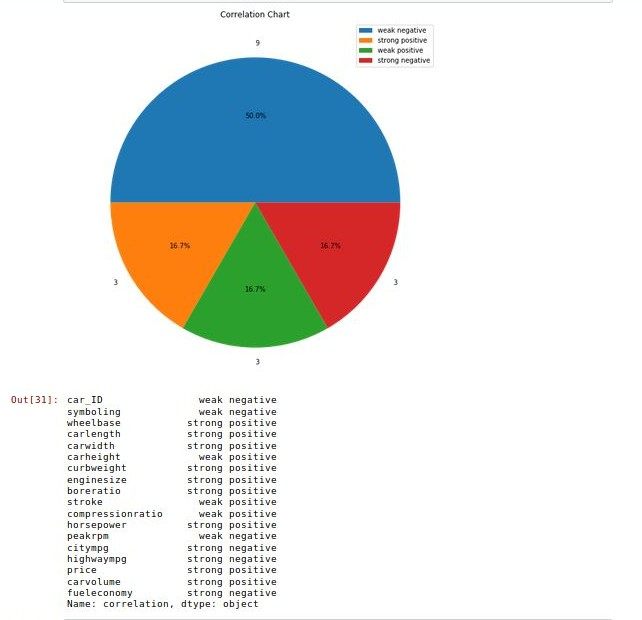 Correlation Chart
weak negative
strong positive
weak positive
strong negative
9
50.0%
16.7%
16.7%
16.7%
3
3
3
Out[31]: car_ID weak negative
symboling weak negative
wheelbase strong positive
carlength strong positive
carwidth strong positive
carheight weak positive
curbweight strong positive
enginesize strong positive
boreratio strong positive
stroke weak positive
compressionratio weak positive
horsepower strong positive
peakrpm weak negative
citympg strong negative
highwaympg strong negative
price strong positive
carvolume strong positive
fueleconomy strong negative
Name: correlation, dtype: object